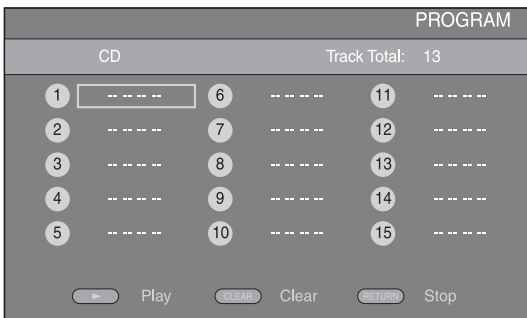 PROGRAM
CD Track Total: 13
1 -- -- -- -- 6 -- -- -- -- 11 -- -- -- --
2 -- -- -- -- 7 -- -- -- -- 12 -- -- -- --
3 -- -- -- -- 8 -- -- -- -- 13 -- -- -- --
4 -- -- -- -- 9 -- -- -- -- 14 -- -- -- --
5 -- -- -- -- 10 -- -- -- -- 15 -- -- -- --
Play CLEAR Clear RETURN Stop